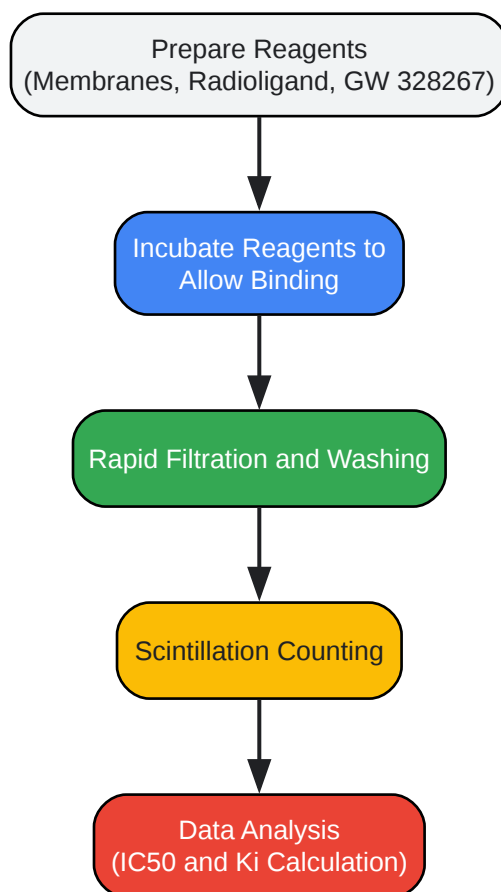 Prepare Reagents
(Membranes, Radioligand, GW 328267)
Incubate Reagents to
Allow Binding
Rapid Filtration and Washing
Scintillation Counting
Data Analysis
(IC50 and Ki Calculation)